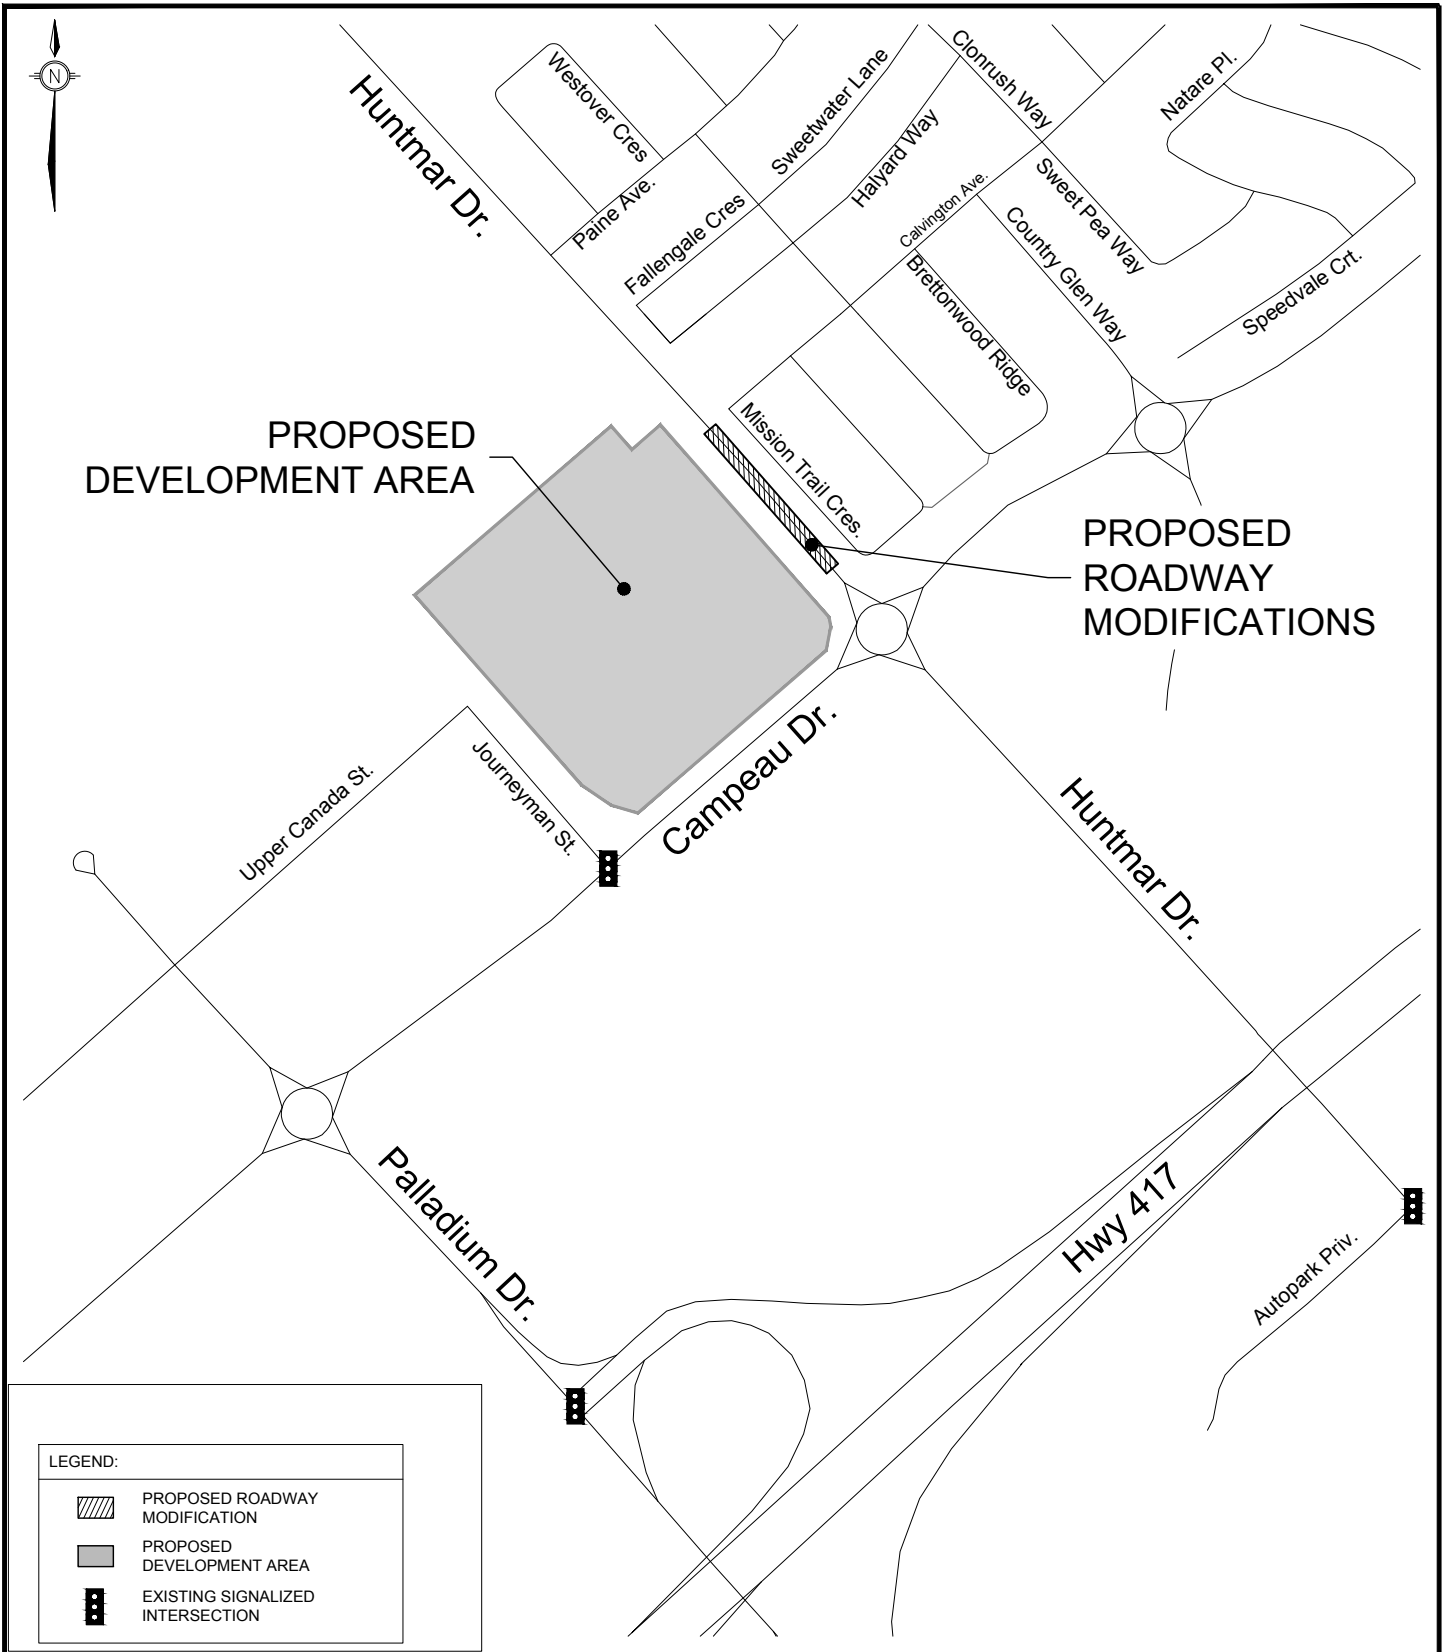 N
Huntmar Dr.
Westover Cres
Paine Ave.
Sweetwater Lane
Fallengale Cres
Halyard Way
Clonrush Way
Natare Pl.
Calvington Ave.
Sweet Pea Way
Country Glen Way
Brettonwood Ridge
Speedvale Crt.
Mission Trail Cres.
PROPOSED
DEVELOPMENT AREA
PROPOSED
ROADWAY
MODIFICATIONS
Campeau Dr.
Journeyman St.
Upper Canada St.
Huntmar Dr.
Palladium Dr.
Hwy 417
Autopark Priv.
LEGEND:
PROPOSED ROADWAY
MODIFICATION
PROPOSED
DEVELOPMENT AREA
EXISTING SIGNALIZED
INTERSECTION